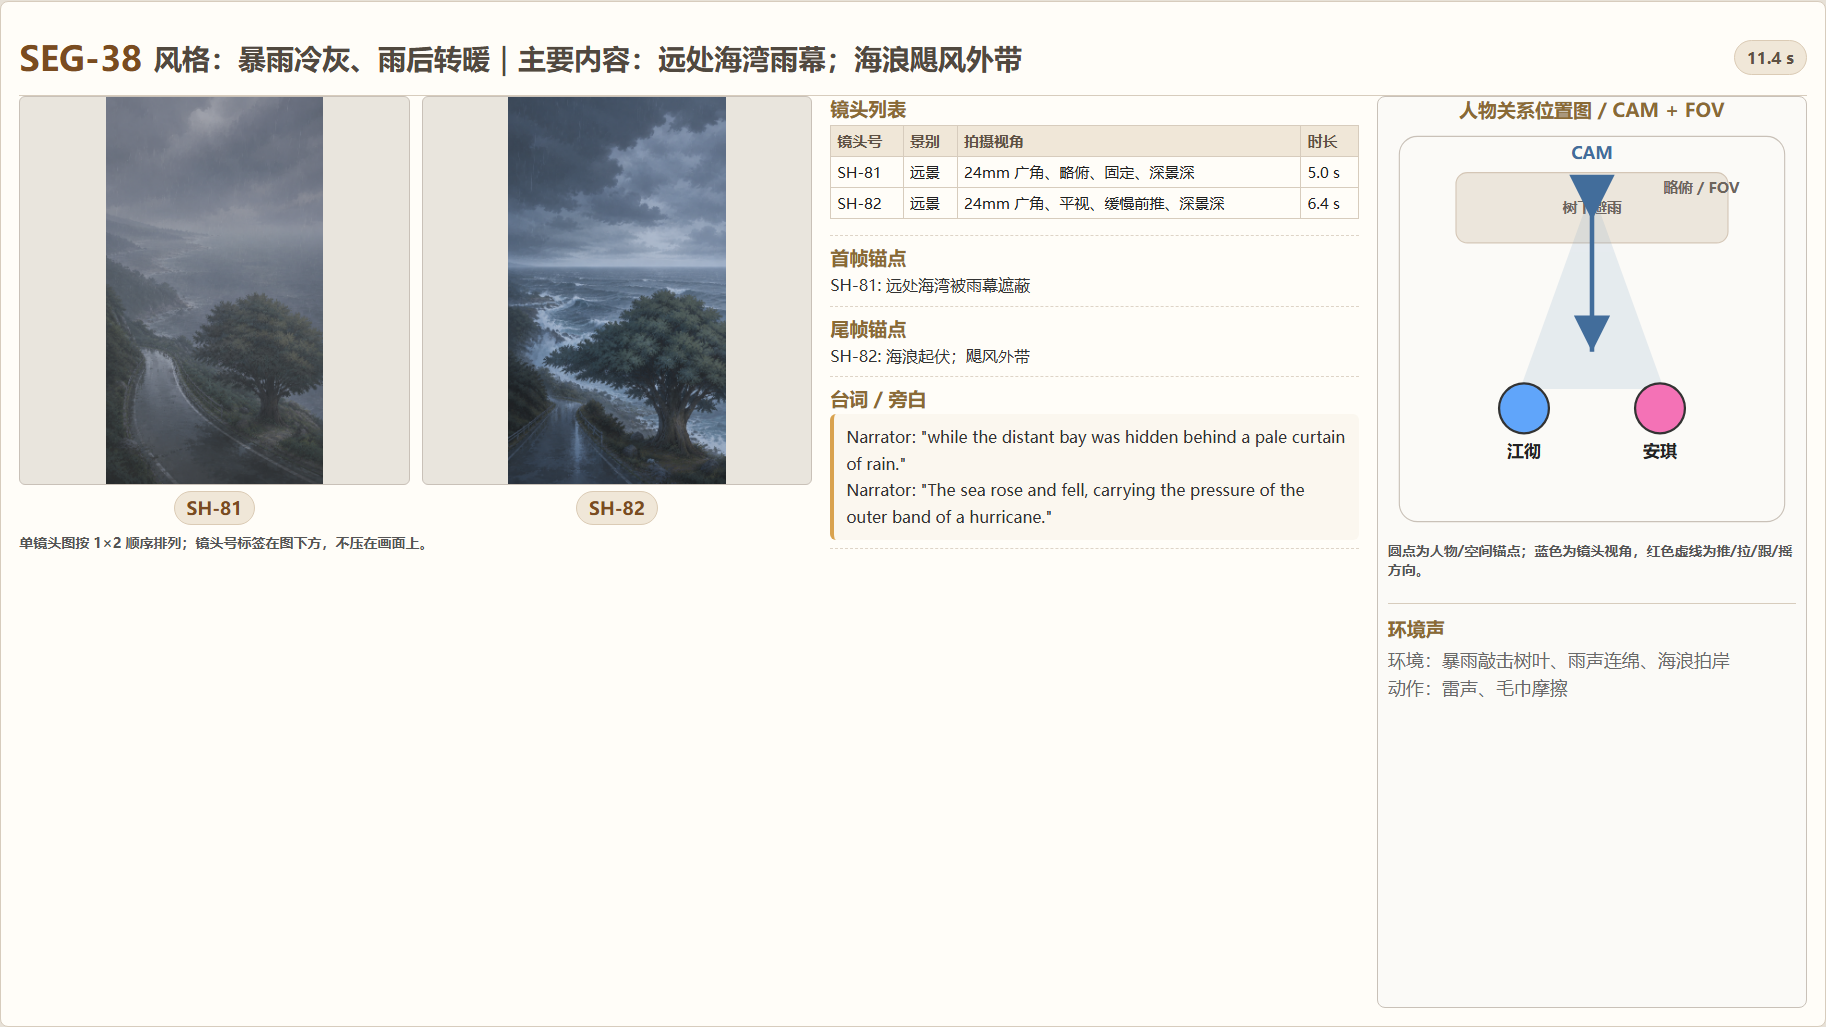 SEG-38 风格：暴雨冷灰、雨后转暖 | 主要内容：远处海湾雨幕；海浪飓风外带
11.4 s
SH-81
SH-82
单镜头图按 1×2 顺序排列；镜头号标签在图下方，不压在画面上。
镜头列表
镜头号 景别 拍摄视角 时长
SH-81 远景 24mm 广角、略俯、固定、深景深 5.0 s
SH-82 远景 24mm 广角、平视、缓慢前推、深景深 6.4 s
首帧锚点
SH-81: 远处海湾被雨幕遮蔽
尾帧锚点
SH-82: 海浪起伏；飓风外带
台词 / 旁白
Narrator: "while the distant bay was hidden behind a pale curtain
of rain."
Narrator: "The sea rose and fell, carrying the pressure of the
outer band of a hurricane."
人物关系位置图 / CAM + FOV
CAM
略俯 / FOV
树下避雨
江彻
安琪
圆点为人物/空间锚点；蓝色为镜头视角，红色虚线为推/拉/跟/摇
方向。
环境声
环境：暴雨敲击树叶、雨声连绵、海浪拍岸
动作：雷声、毛巾摩擦